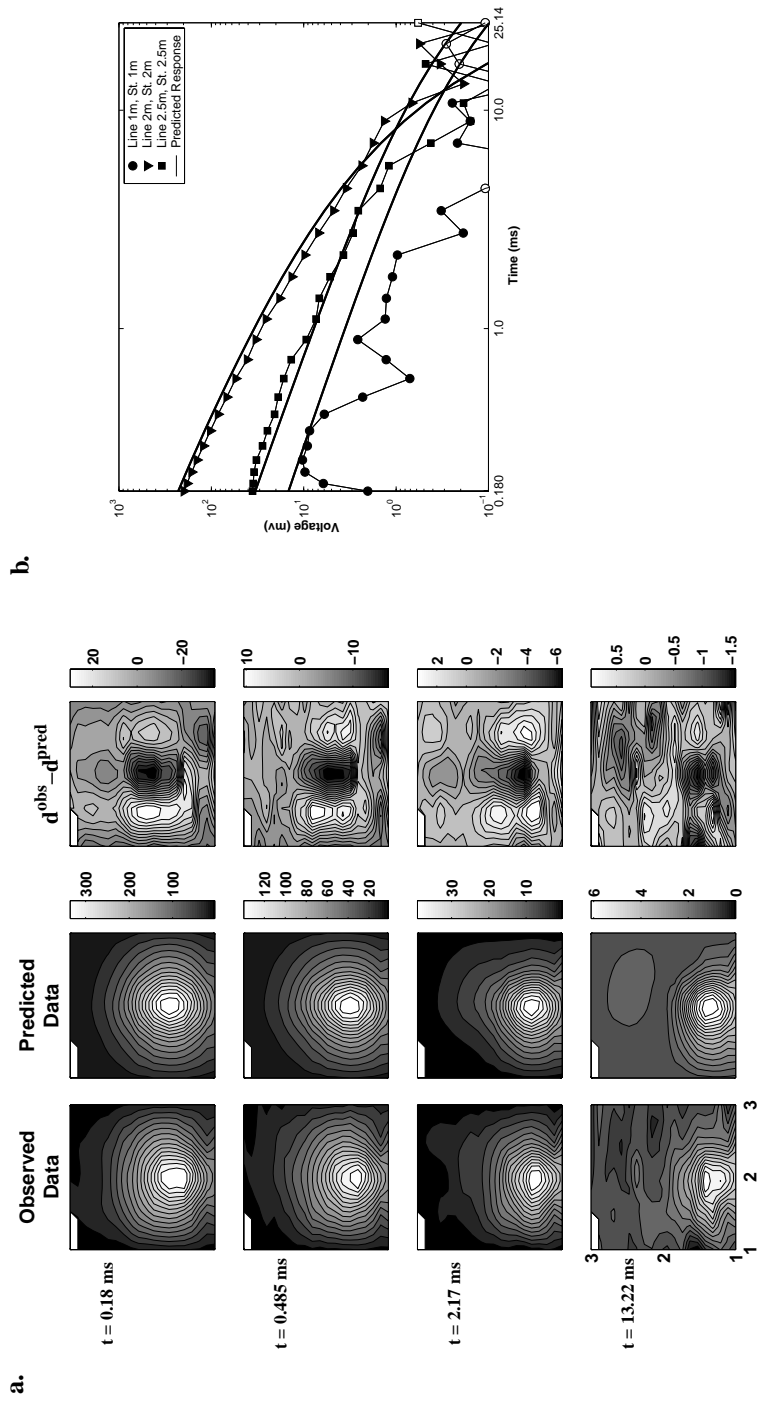 a.
Observed
Data
Predicted
Data
d^obs–d^pred
t = 0.18 ms
300
200
100
20
0
−20
t = 0.485 ms
120
100
80
60
40
20
10
0
−10
t = 2.17 ms
30
20
10
2
0
−2
−4
−6
t = 13.22 ms
3
2
1
1
2
3
6
4
2
0
0.5
0
−0.5
−1
−1.5
b.
Voltage (mv)
10^3
10^2
10^1
10^0
10^−1
0.180
1.0
10.0
25.14
Time (ms)
Line 1m, St. 1m
Line 2m, St. 2m
Line 2.5m, St. 2.5m
Predicted Response